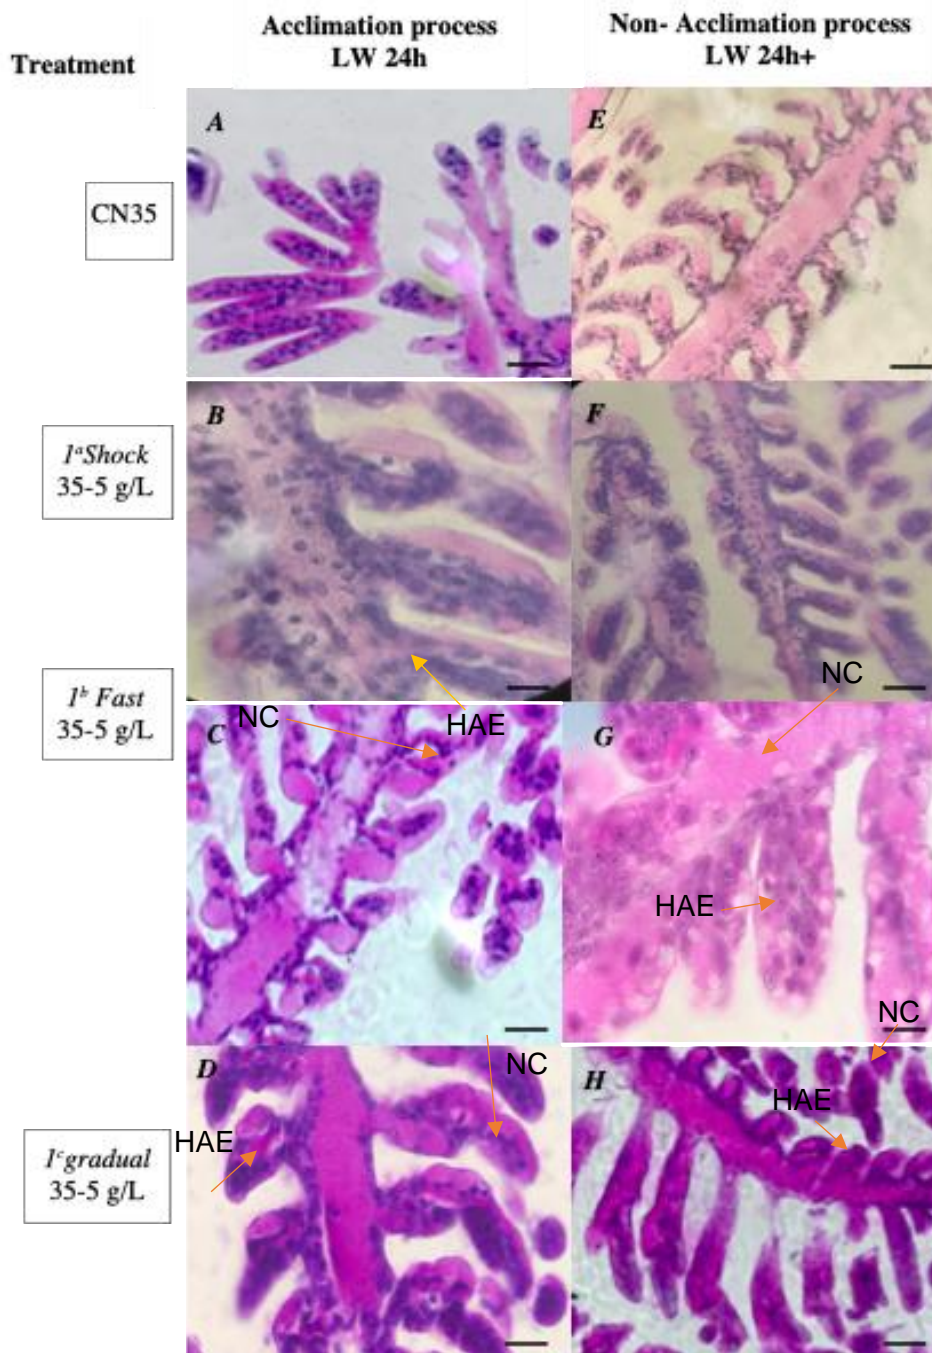 Acclimation process
LW 24h
Non- Acclimation process
LW 24h+
Treatment
A
E
CN35
B
F
1ᵃShock
35-5 g/L
HAE
NC
1ᵇ Fast
35-5 g/L
C
NC
G
HAE
NC
D
HAE
NC
H
HAE
1ᶜgradual
35-5 g/L